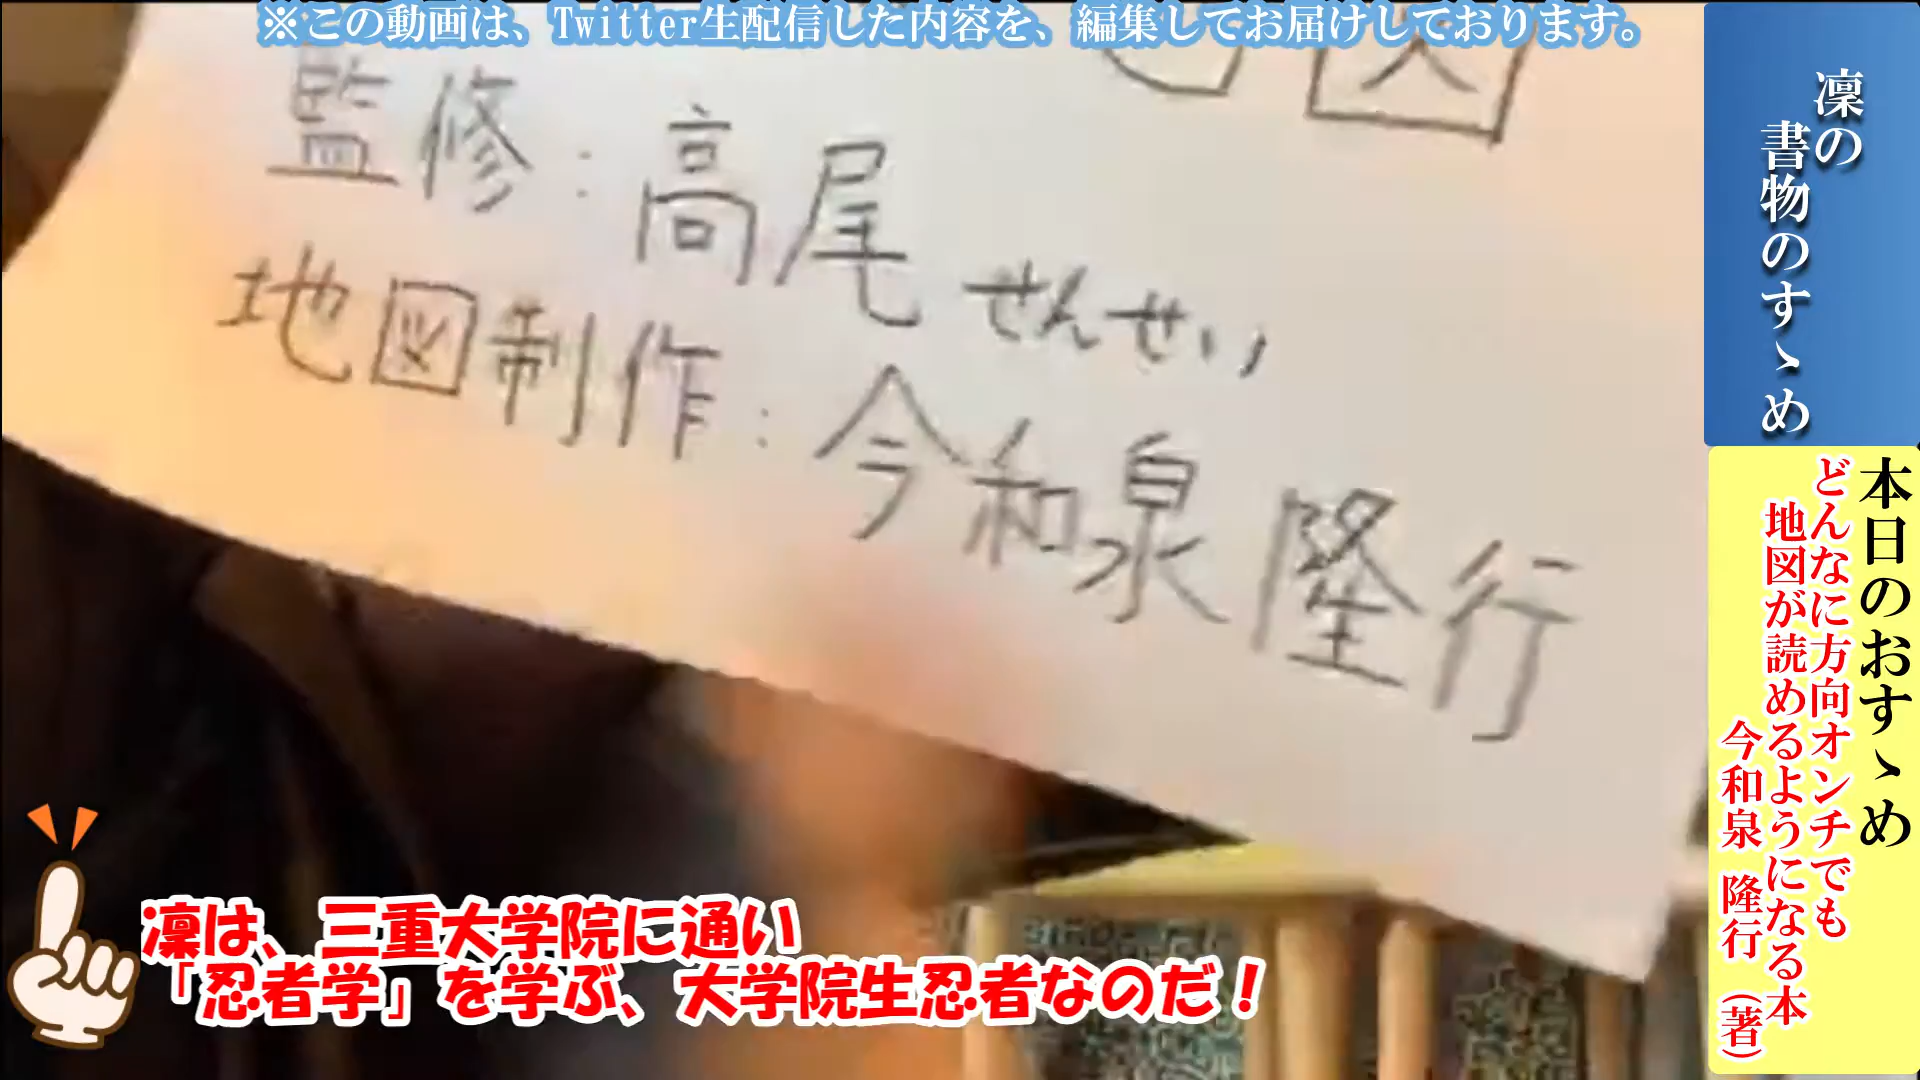 ※この動画は、Twitter生配信した内容を、編集してお届けしております。
監修：高尾せんせい
地図制作：今和泉隆行
凜の
書物のすゝめ
本日のおすゝめ
どんなに方向オンチでも
地図が読めるようになる本
今和泉 隆行（著）
凜は、三重大学院に通い
「忍者学」を学ぶ、大学院生忍者なのだ！